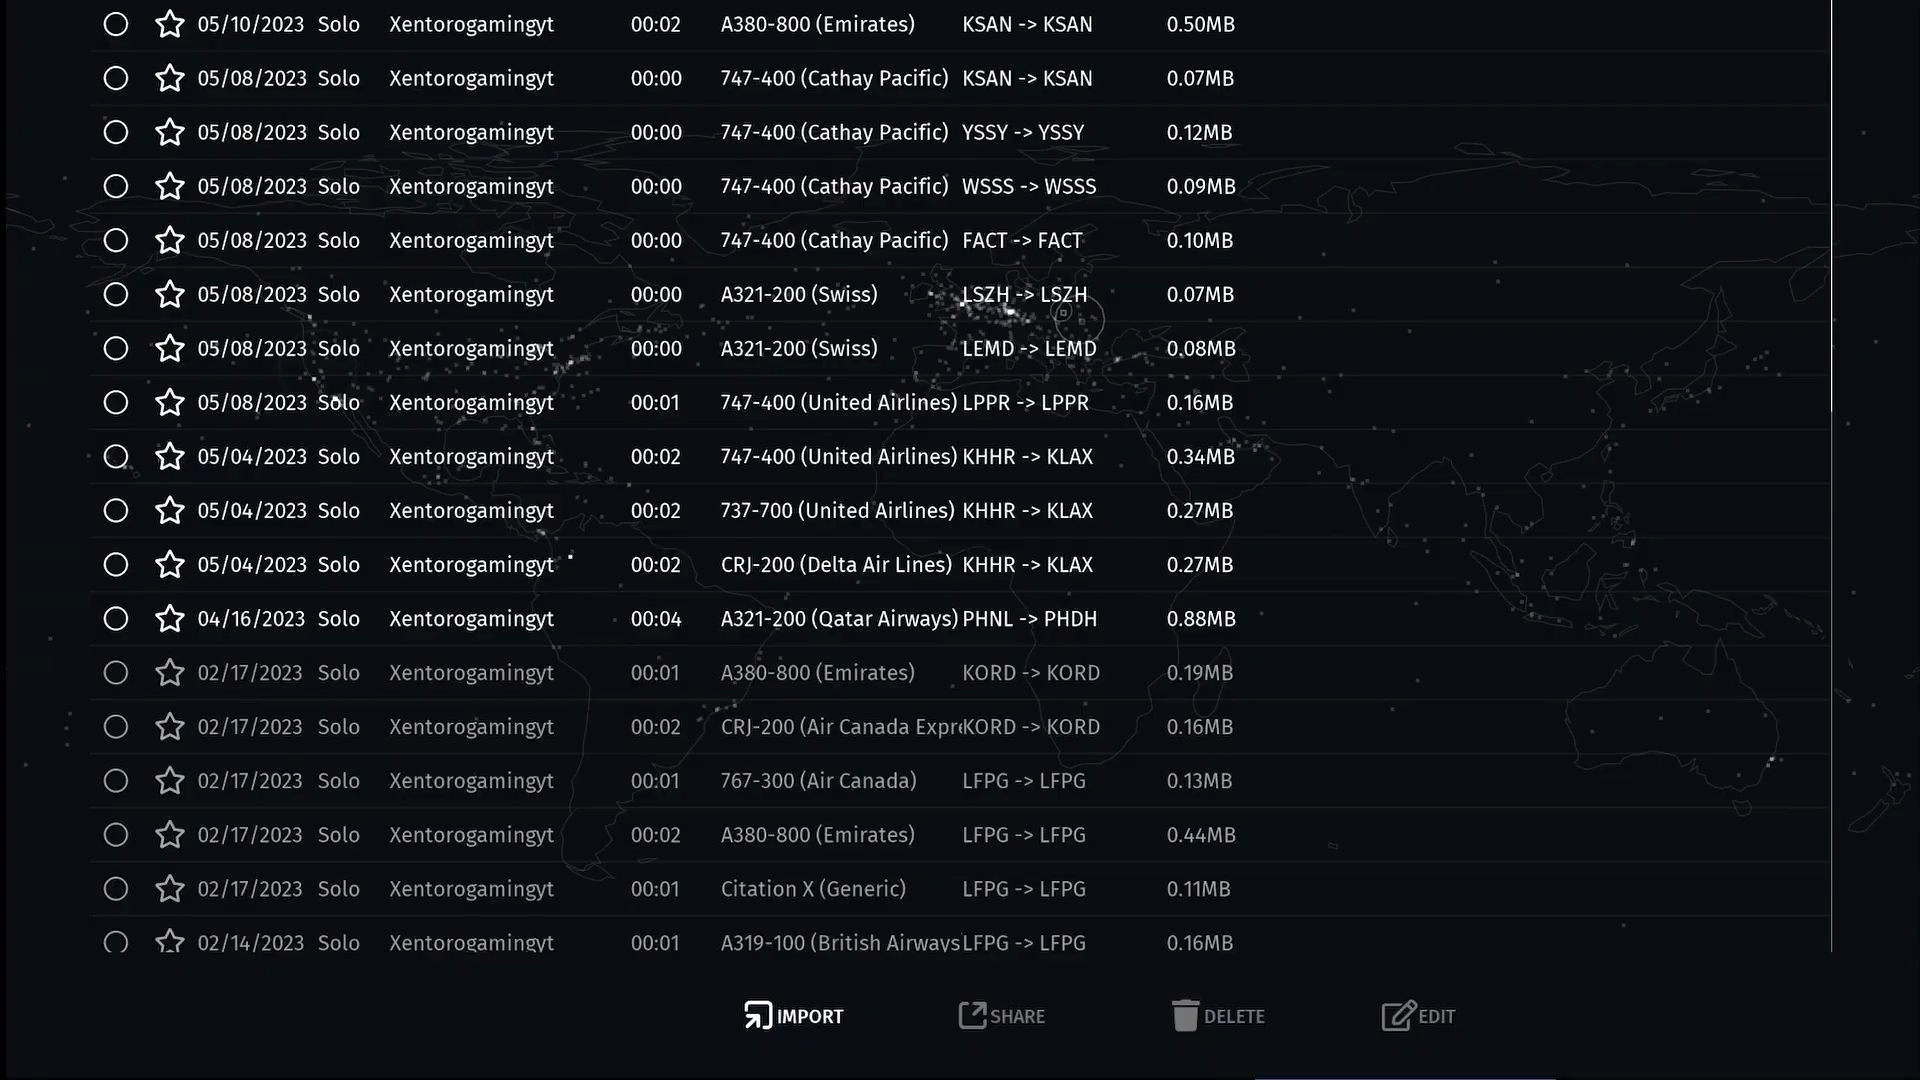 05/10/2023 Solo Xentorogamingyt 00:02 A380-800 (Emirates) KSAN -> KSAN 0.50MB
05/08/2023 Solo Xentorogamingyt 00:00 747-400 (Cathay Pacific) KSAN -> KSAN 0.07MB
05/08/2023 Solo Xentorogamingyt 00:00 747-400 (Cathay Pacific) YSSY -> YSSY 0.12MB
05/08/2023 Solo Xentorogamingyt 00:00 747-400 (Cathay Pacific) WSSS -> WSSS 0.09MB
05/08/2023 Solo Xentorogamingyt 00:00 747-400 (Cathay Pacific) FACT -> FACT 0.10MB
05/08/2023 Solo Xentorogamingyt 00:00 A321-200 (Swiss) LSZH -> LSZH 0.07MB
05/08/2023 Solo Xentorogamingyt 00:00 A321-200 (Swiss) LEMD -> LEMD 0.08MB
05/08/2023 Solo Xentorogamingyt 00:01 747-400 (United Airlines) LPPR -> LPPR 0.16MB
05/04/2023 Solo Xentorogamingyt 00:02 747-400 (United Airlines) KHHR -> KLAX 0.34MB
05/04/2023 Solo Xentorogamingyt 00:02 737-700 (United Airlines) KHHR -> KLAX 0.27MB
05/04/2023 Solo Xentorogamingyt 00:02 CRJ-200 (Delta Air Lines) KHHR -> KLAX 0.27MB
04/16/2023 Solo Xentorogamingyt 00:04 A321-200 (Qatar Airways) PHNL -> PHDH 0.88MB
02/17/2023 Solo Xentorogamingyt 00:01 A380-800 (Emirates) KORD -> KORD 0.19MB
02/17/2023 Solo Xentorogamingyt 00:02 CRJ-200 (Air Canada Expre KORD -> KORD 0.16MB
02/17/2023 Solo Xentorogamingyt 00:01 767-300 (Air Canada) LFPG -> LFPG 0.13MB
02/17/2023 Solo Xentorogamingyt 00:02 A380-800 (Emirates) LFPG -> LFPG 0.44MB
02/17/2023 Solo Xentorogamingyt 00:01 Citation X (Generic) LFPG -> LFPG 0.11MB
02/14/2023 Solo Xentorogamingyt 00:01 A319-100 (British Airways LFPG -> LFPG 0.16MB
IMPORT SHARE DELETE EDIT